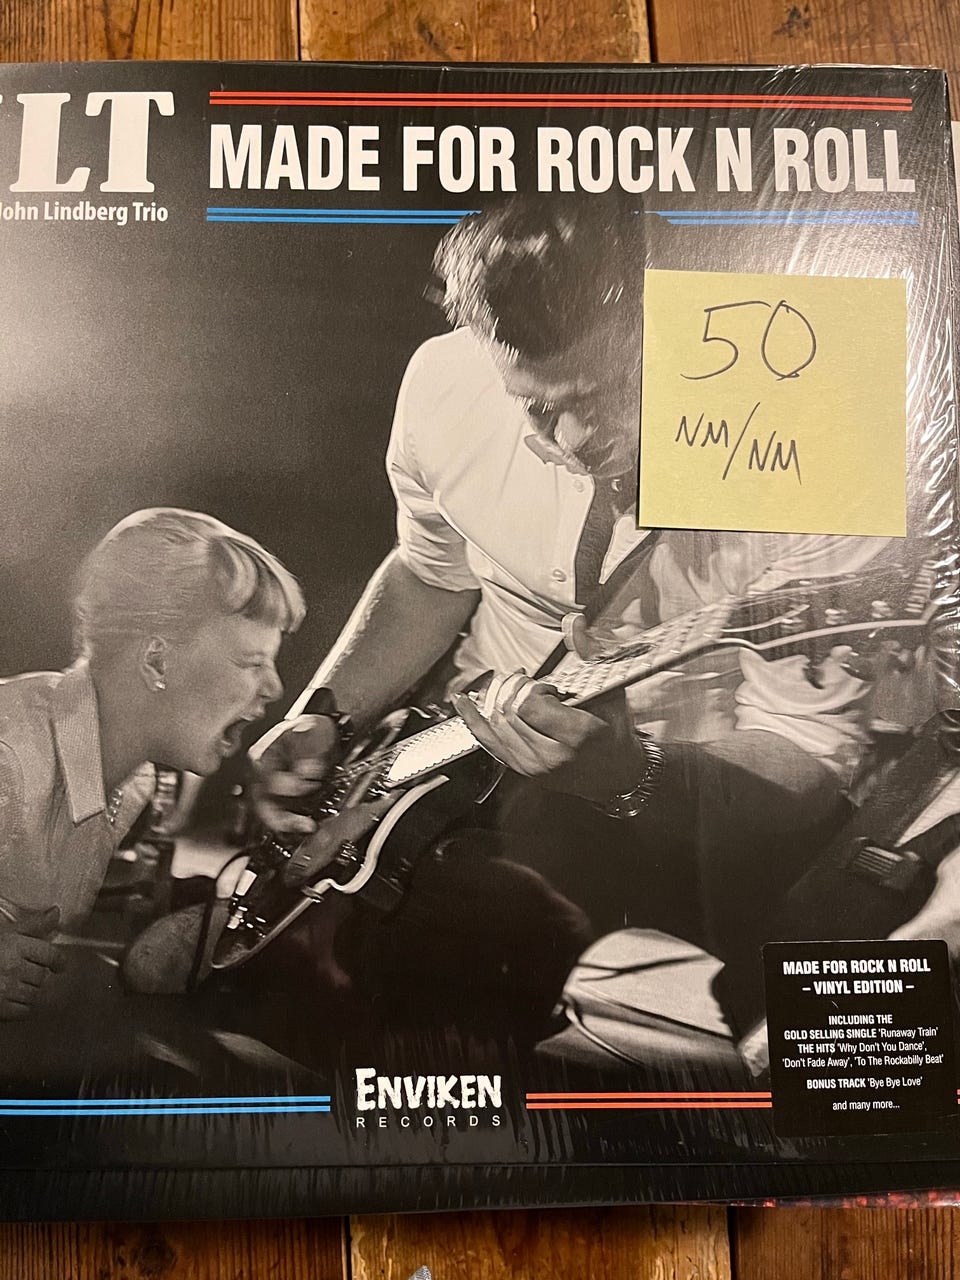 LT
John Lindberg Trio
MADE FOR ROCK N ROLL
50
NM/NM
MADE FOR ROCK N ROLL
– VINYL EDITION –
INCLUDING THE
GOLD SELLING SINGLE 'Runaway Train'
THE HITS 'Why Don't You Dance',
'Don't Fade Away', 'To The Rockabilly Beat'
BONUS TRACK 'Bye Bye Love'
and many more...
ENVIKEN
RECORDS